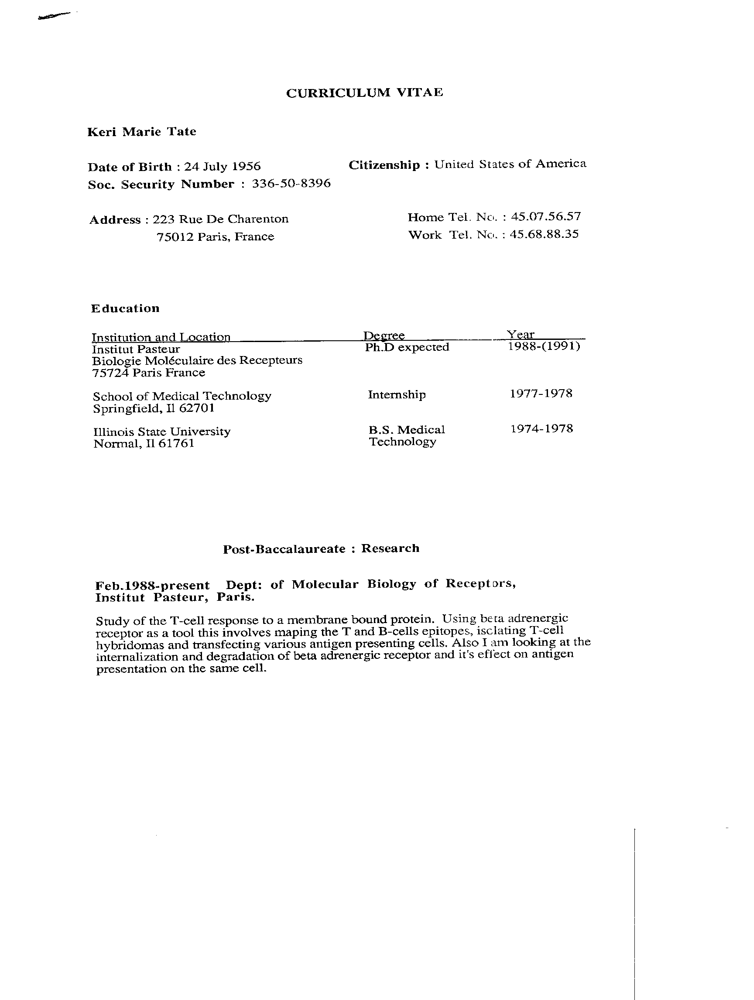 CURRICULUM VITAE
Keri Marie Tate
Date of Birth : 24 July 1956 Citizenship : United States of America
Soc. Security Number : 336-50-8396
Address : 223 Rue De Charenton Home Tel. No. : 45.07.56.57
75012 Paris, France Work Tel. No. : 45.68.88.35
Education
Institution and Location Degree Year
Institut Pasteur Ph.D expected 1988-(1991)
Biologie Moléculaire des Recepteurs
75724 Paris France
School of Medical Technology Internship 1977-1978
Springfield, Il 62701
Illinois State University B.S. Medical 1974-1978
Normal, Il 61761 Technology
Post-Baccalaureate : Research
Feb.1988-present Dept: of Molecular Biology of Receptors,
Institut Pasteur, Paris.
Study of the T-cell response to a membrane bound protein. Using beta adrenergic
receptor as a tool this involves maping the T and B-cells epitopes, isolating T-cell
hybridomas and transfecting various antigen presenting cells. Also I am looking at the
internalization and degradation of beta adrenergic receptor and it's effect on antigen
presentation on the same cell.